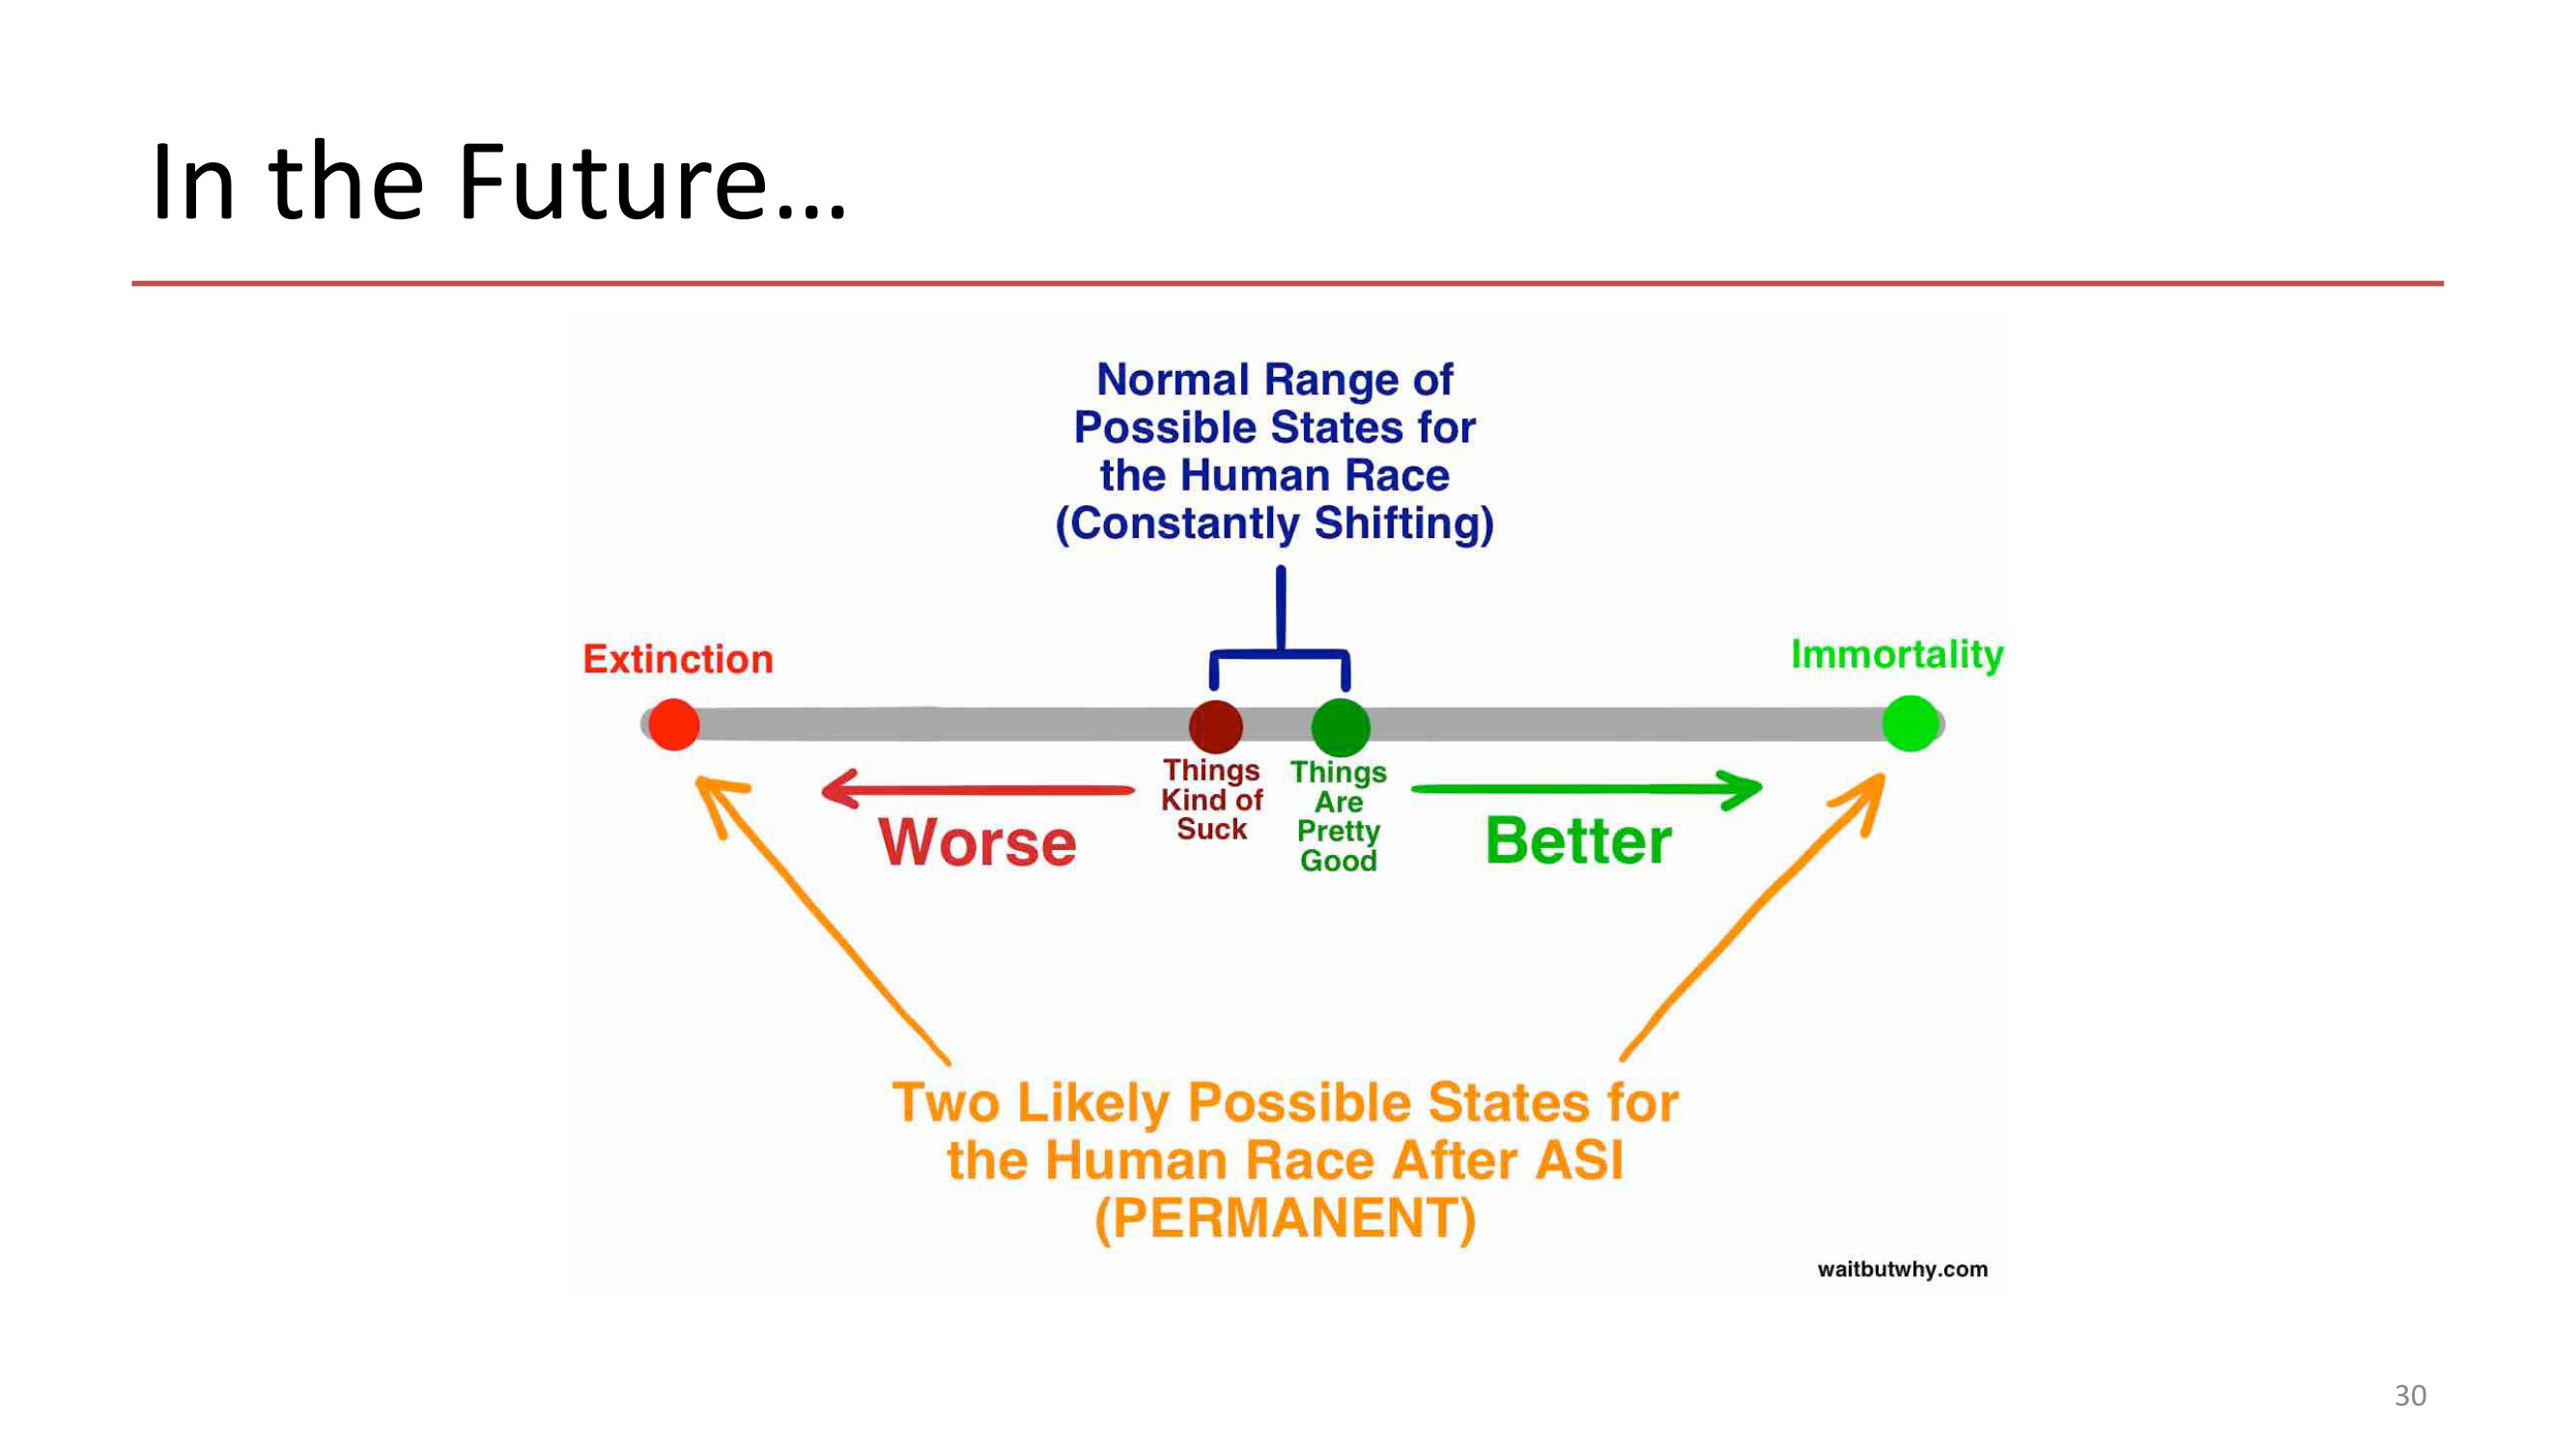 In the Future...
Normal Range of
Possible States for
the Human Race
(Constantly Shifting)
Extinction
Immortality
Things
Kind of
Suck
Things
Are
Pretty
Good
Worse
Better
Two Likely Possible States for
the Human Race After ASI
(PERMANENT)
waitbutwhy.com
30